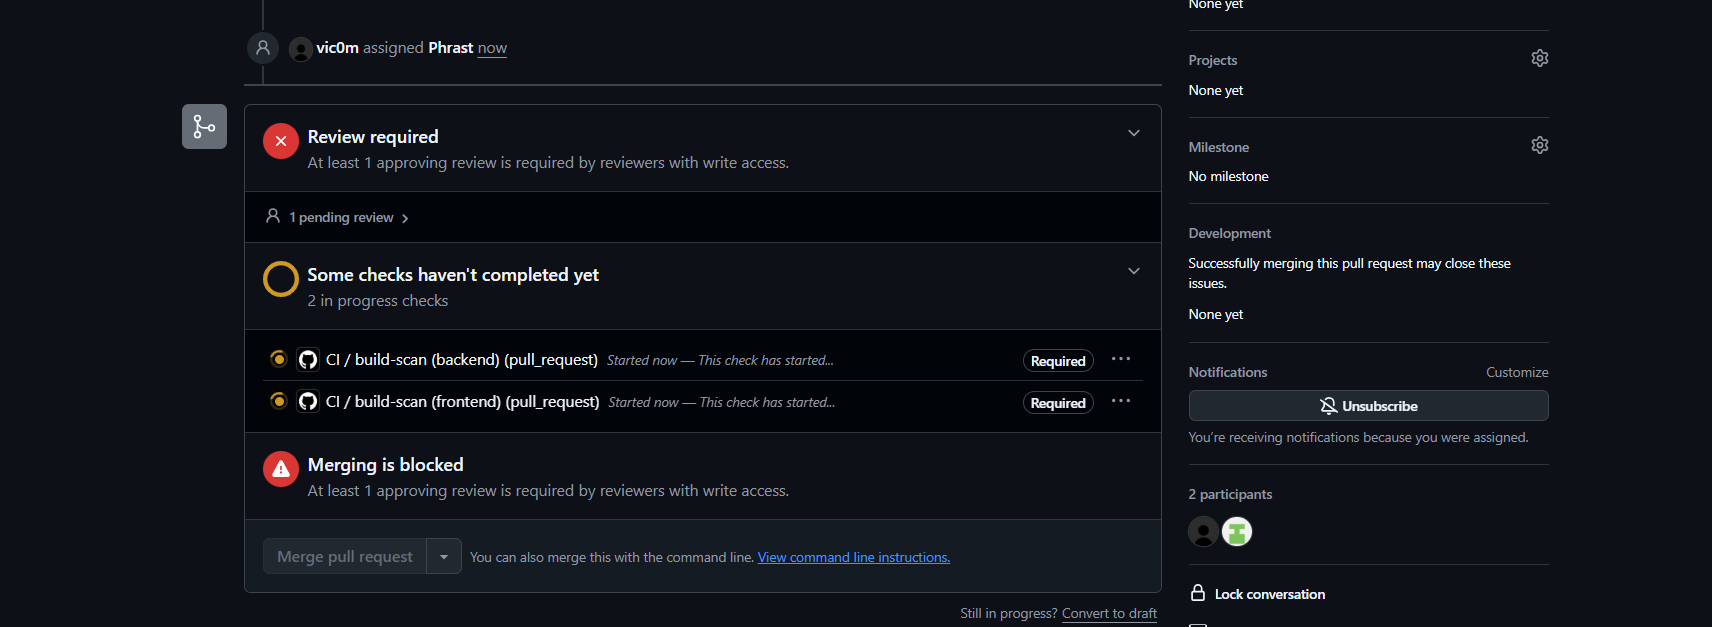 vic0m assigned Phrast now
Review required
At least 1 approving review is required by reviewers with write access.
1 pending review
Some checks haven't completed yet
2 in progress checks
CI / build-scan (backend) (pull_request) Started now — This check has started... Required
CI / build-scan (frontend) (pull_request) Started now — This check has started... Required
Merging is blocked
At least 1 approving review is required by reviewers with write access.
Merge pull request You can also merge this with the command line. View command line instructions.
Still in progress? Convert to draft
None yet
Projects
None yet
Milestone
No milestone
Development
Successfully merging this pull request may close these
issues.
None yet
Notifications Customize
Unsubscribe
You're receiving notifications because you were assigned.
2 participants
Lock conversation